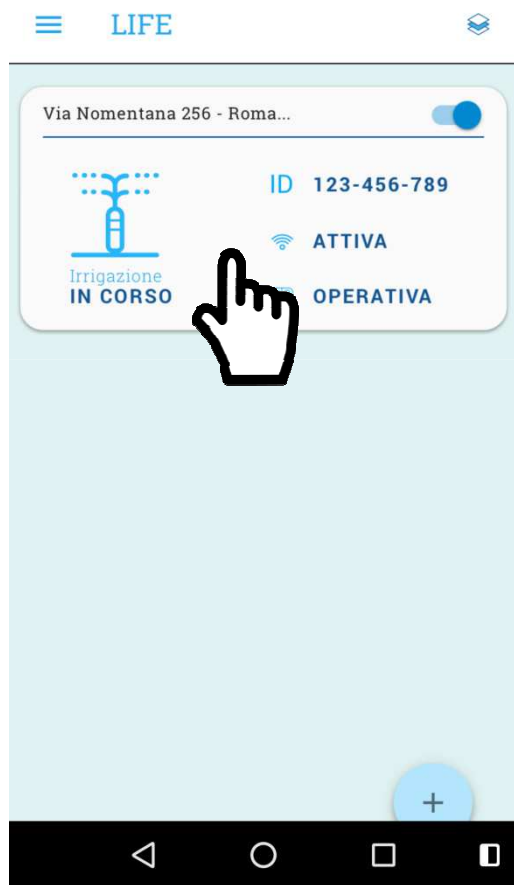 LIFE
Via Nomentana 256 - Roma...
ID 123-456-789
ATTIVA
Irrigazione
IN CORSO
OPERATIVA
+